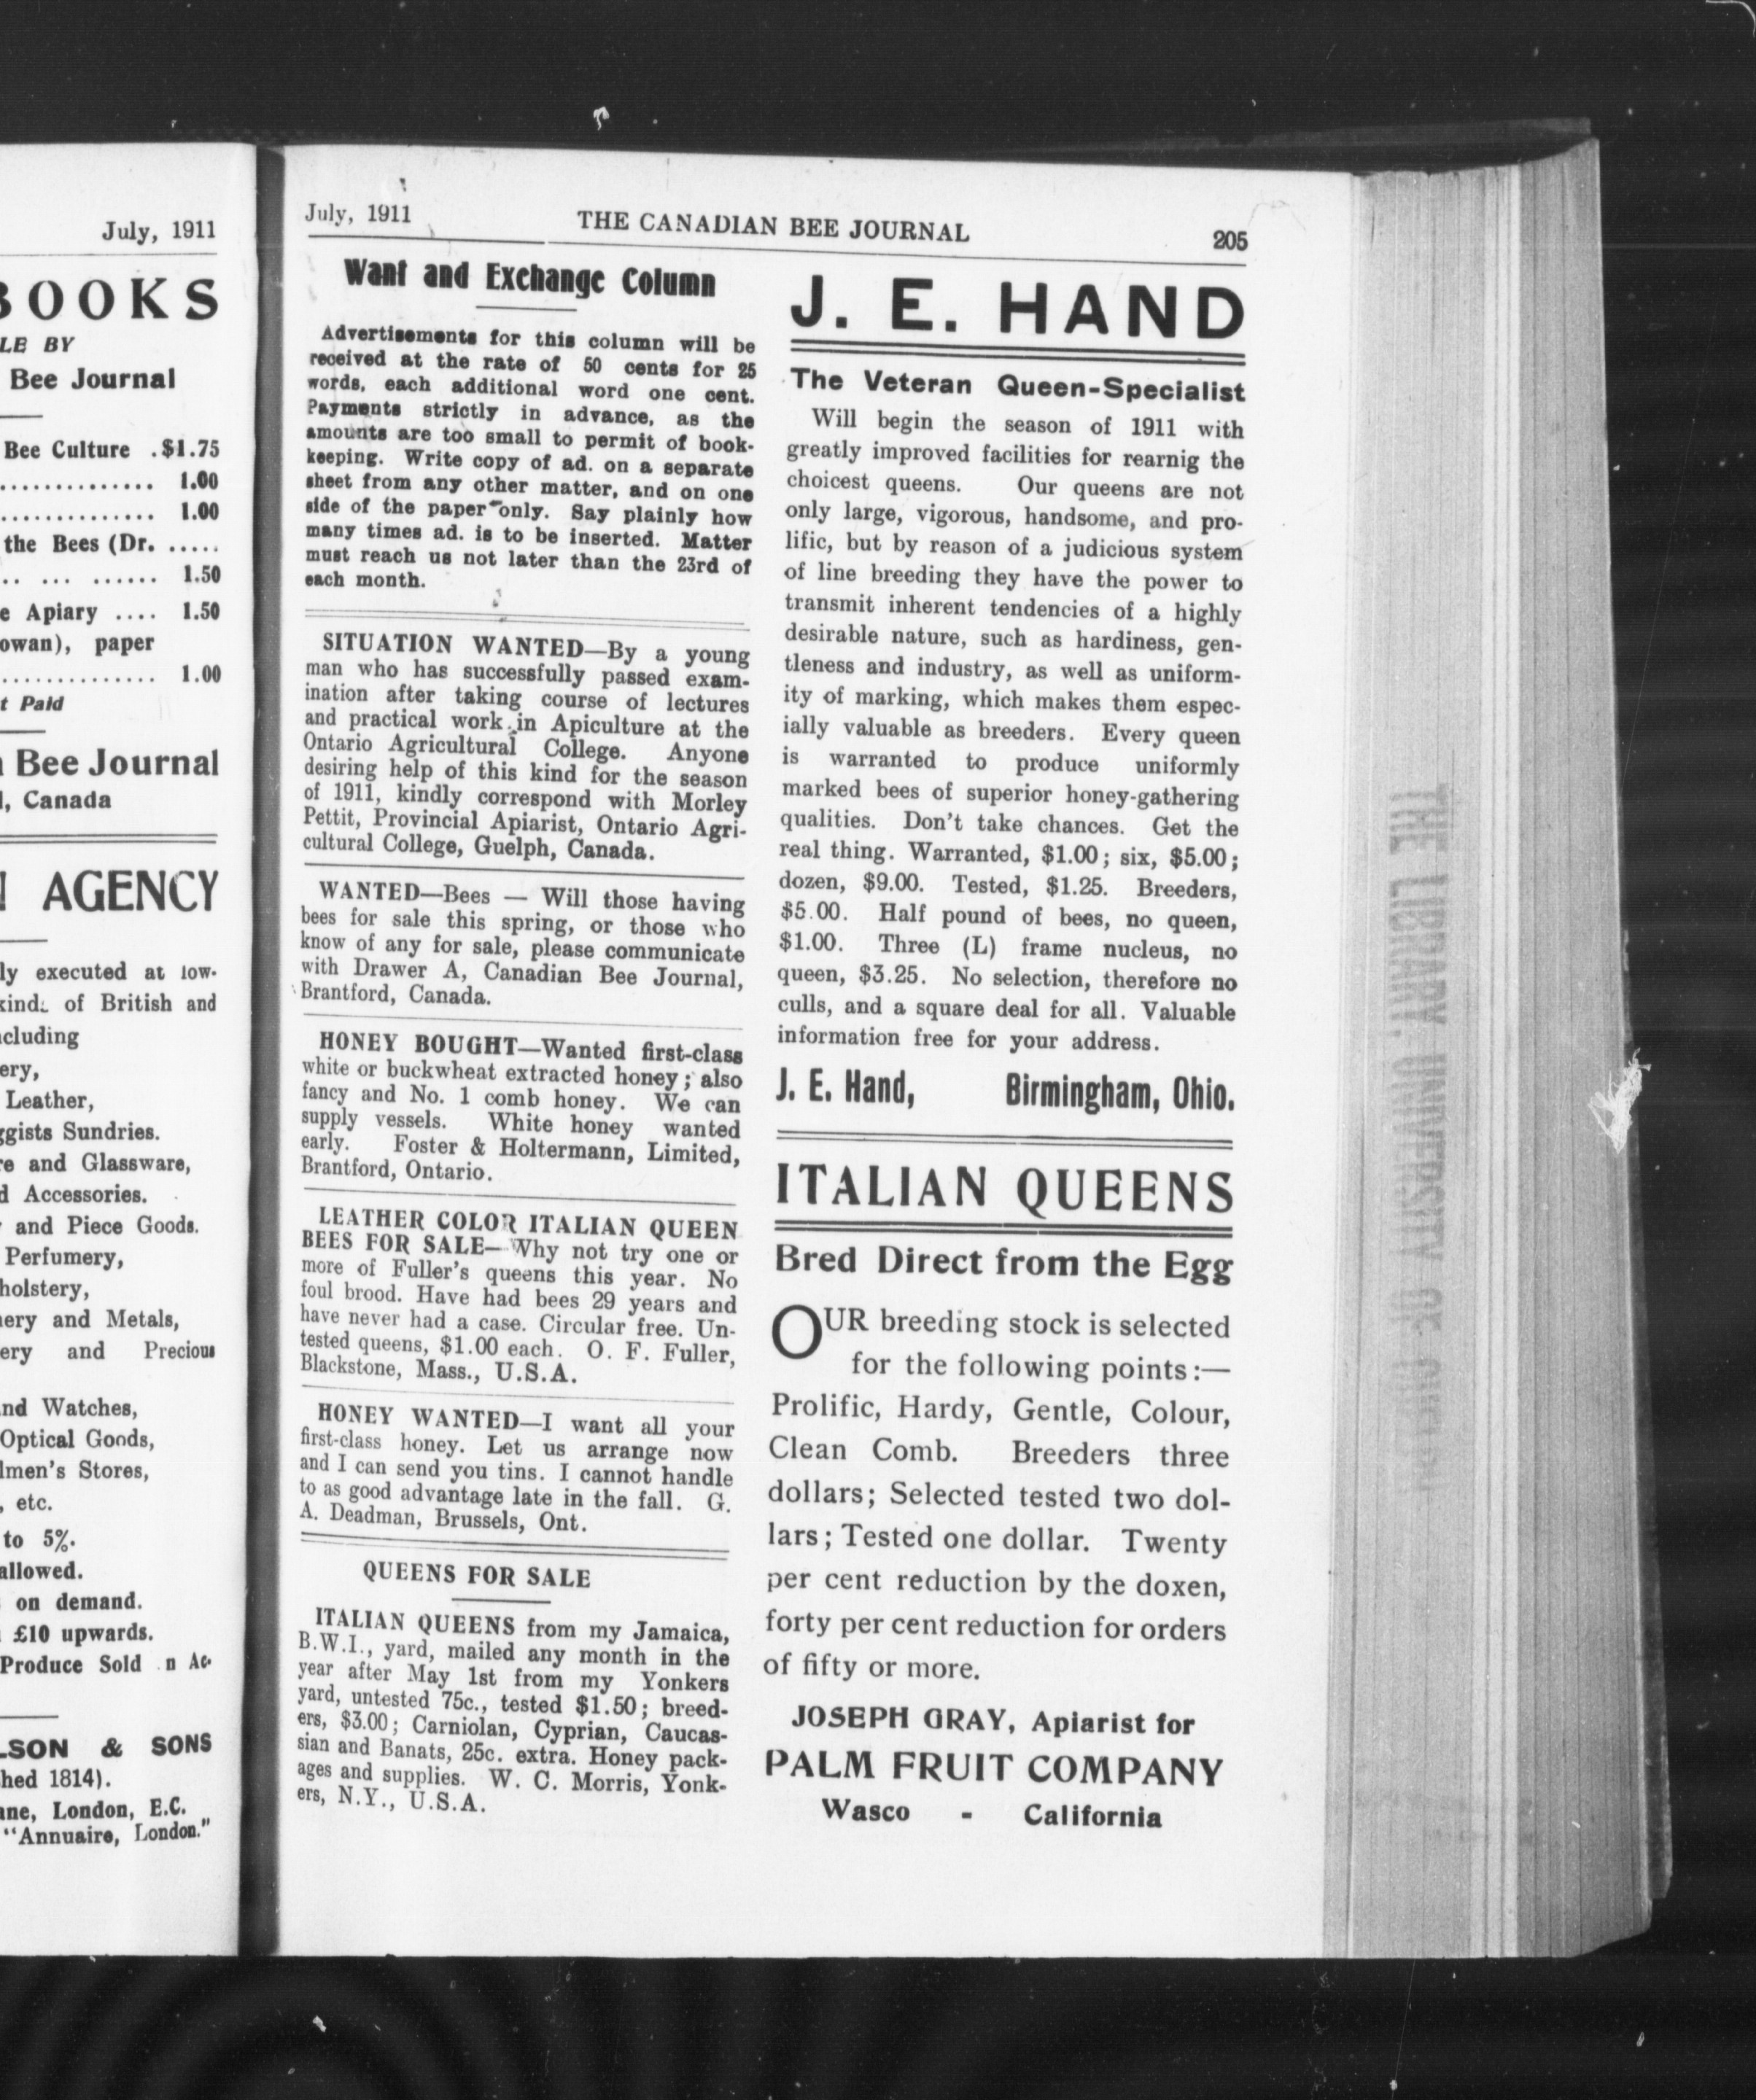 July, 1911
BOOKS
LE BY
Bee Journal
Bee Culture . $1.75
.............. 1.00
.............. 1.00
the Bees (Dr. .....
.. ... ...... 1.50
e Apiary .... 1.50
owan), paper
............... 1.00
t Paid
Bee Journal
, Canada
AGENCY
ly executed at low-
kind. of British and
ncluding
ery,
Leather,
ggists Sundries.
re and Glassware,
d Accessories.
and Piece Goods.
Perfumery,
holstery,
nery and Metals,
ery and Precious
nd Watches,
Optical Goods,
lmen's Stores,
, etc.
to 5%.
allowed.
on demand.
£10 upwards.
Produce Sold n Ac-
LSON & SONS
hed 1814).
ane, London, E.C.
"Annuaire, London."
July, 1911
THE CANADIAN BEE JOURNAL
205
Want and Exchange Column
Advertisements for this column will be
received at the rate of 50 cents for 25
words, each additional word one cent.
Payments strictly in advance, as the
amounts are too small to permit of book-
keeping. Write copy of ad. on a separate
sheet from any other matter, and on one
side of the paper only. Say plainly how
many times ad. is to be inserted. Matter
must reach us not later than the 23rd of
each month.
SITUATION WANTED—By a young
man who has successfully passed exam-
ination after taking course of lectures
and practical work in Apiculture at the
Ontario Agricultural College. Anyone
desiring help of this kind for the season
of 1911, kindly correspond with Morley
Pettit, Provincial Apiarist, Ontario Agri-
cultural College, Guelph, Canada.
WANTED—Bees — Will those having
bees for sale this spring, or those who
know of any for sale, please communicate
with Drawer A, Canadian Bee Journal,
Brantford, Canada.
HONEY BOUGHT—Wanted first-class
white or buckwheat extracted honey; also
fancy and No. 1 comb honey. We can
supply vessels. White honey wanted
early. Foster & Holtermann, Limited,
Brantford, Ontario.
LEATHER COLOR ITALIAN QUEEN
BEES FOR SALE—Why not try one or
more of Fuller's queens this year. No
foul brood. Have had bees 29 years and
have never had a case. Circular free. Un-
tested queens, $1.00 each. O. F. Fuller,
Blackstone, Mass., U.S.A.
HONEY WANTED—I want all your
first-class honey. Let us arrange now
and I can send you tins. I cannot handle
to as good advantage late in the fall. G.
A. Deadman, Brussels, Ont.
QUEENS FOR SALE
ITALIAN QUEENS from my Jamaica,
B.W.I., yard, mailed any month in the
year after May 1st from my Yonkers
yard, untested 75c., tested $1.50; breed-
ers, $3.00; Carniolan, Cyprian, Caucas-
sian and Banats, 25c. extra. Honey pack-
ages and supplies. W. C. Morris, Yonk-
ers, N.Y., U.S.A.
J. E. HAND
The Veteran Queen-Specialist
Will begin the season of 1911 with
greatly improved facilities for rearnig the
choicest queens. Our queens are not
only large, vigorous, handsome, and pro-
lific, but by reason of a judicious system
of line breeding they have the power to
transmit inherent tendencies of a highly
desirable nature, such as hardiness, gen-
tleness and industry, as well as uniform-
ity of marking, which makes them espec-
ially valuable as breeders. Every queen
is warranted to produce uniformly
marked bees of superior honey-gathering
qualities. Don't take chances. Get the
real thing. Warranted, $1.00; six, $5.00;
dozen, $9.00. Tested, $1.25. Breeders,
$5.00. Half pound of bees, no queen,
$1.00. Three (L) frame nucleus, no
queen, $3.25. No selection, therefore no
culls, and a square deal for all. Valuable
information free for your address.
J. E. Hand, Birmingham, Ohio.
ITALIAN QUEENS
Bred Direct from the Egg
OUR breeding stock is selected
for the following points:—
Prolific, Hardy, Gentle, Colour,
Clean Comb. Breeders three
dollars; Selected tested two dol-
lars; Tested one dollar. Twenty
per cent reduction by the doxen,
forty per cent reduction for orders
of fifty or more.
JOSEPH GRAY, Apiarist for
PALM FRUIT COMPANY
Wasco - California
THE LIBRARY, UNIVERSITY OF